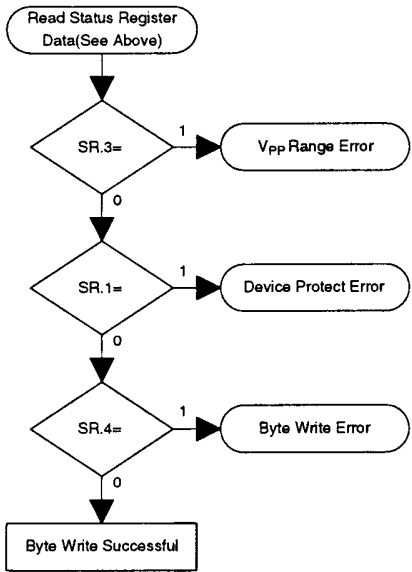 Read Status Register
Data(See Above)
SR.3=
1
VPP Range Error
0
SR.1=
1
Device Protect Error
0
SR.4=
1
Byte Write Error
0
Byte Write Successful